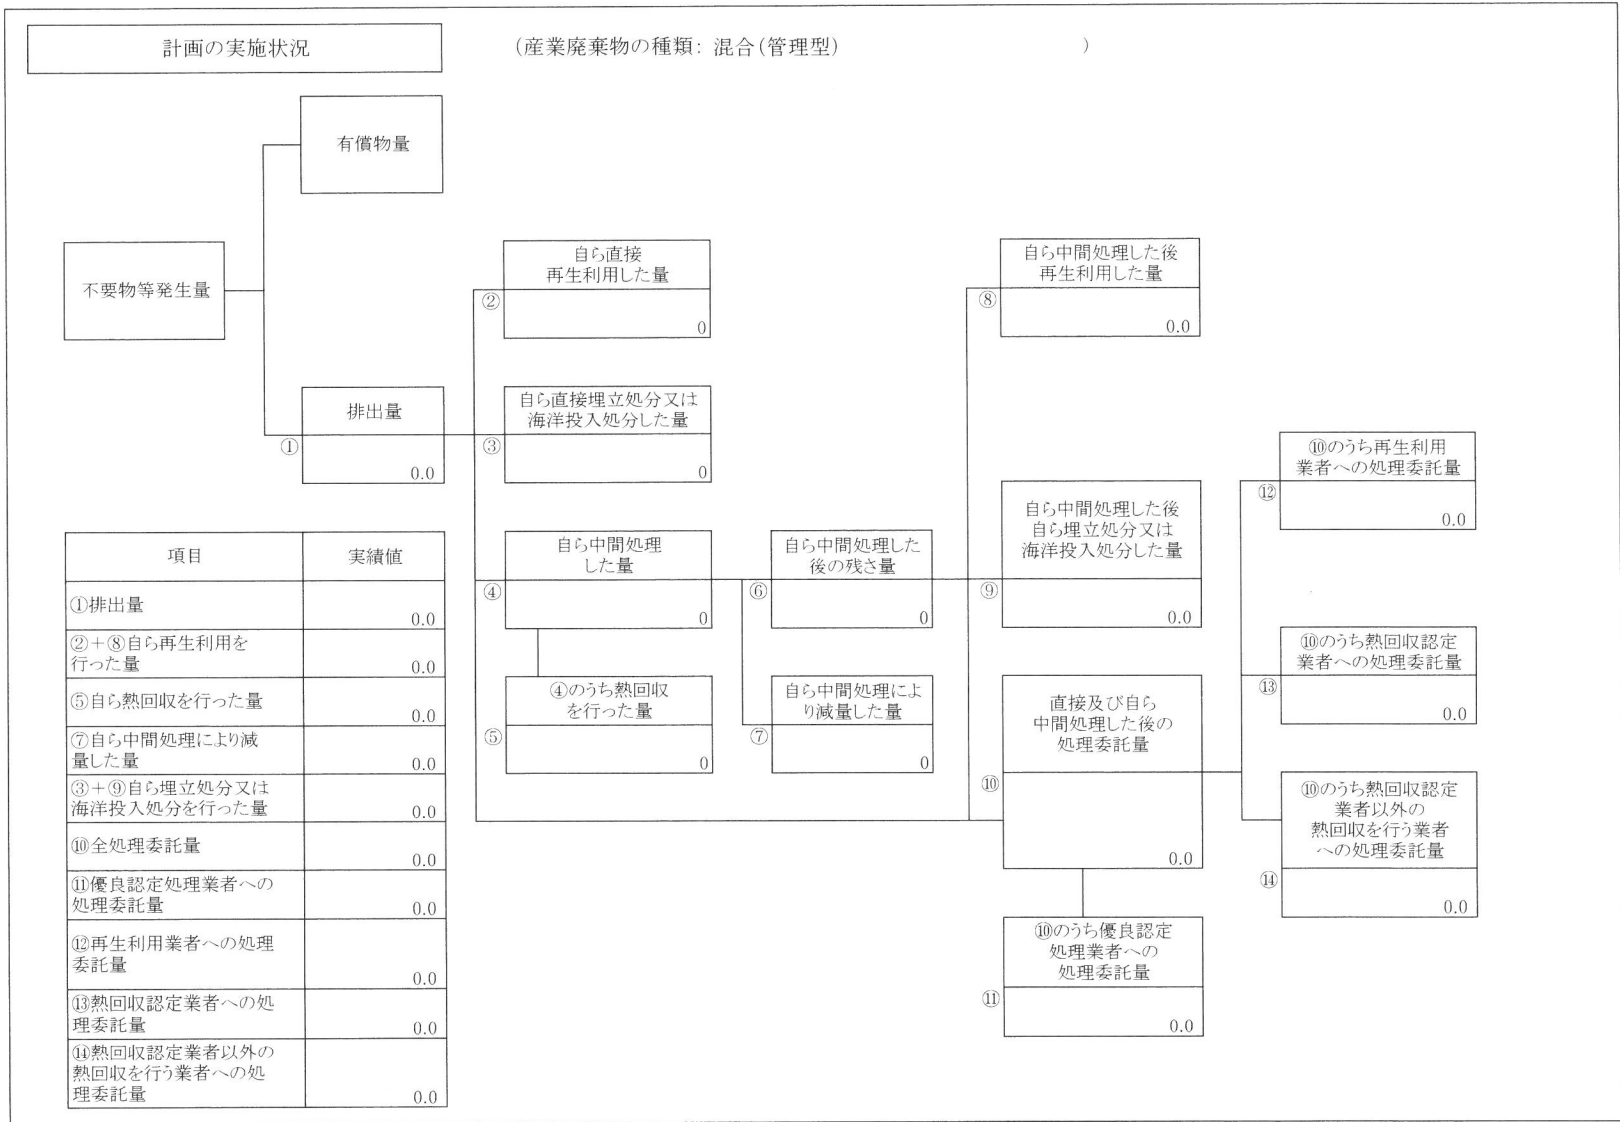 計画の実施状況
(産業廃棄物の種類: 混合(管理型) )
有償物量
不要物等発生量
自ら直接
再生利用した量
②
0
自ら中間処理した後
再生利用した量
⑧
0.0
排出量
①
0.0
自ら直接埋立処分又は
海洋投入処分した量
③
0
⑩のうち再生利用
業者への処理委託量
⑫
0.0
自ら中間処理
した量
④
0
自ら中間処理した
後の残さ量
⑥
0
自ら中間処理した後
自ら埋立処分又は
海洋投入処分した量
⑨
0.0
⑩のうち熱回収認定
業者への処理委託量
⑬
0.0
④のうち熱回収
を行った量
⑤
0
自ら中間処理によ
り減量した量
⑦
0
直接及び自ら
中間処理した後の
処理委託量
⑩
0.0
⑩のうち熱回収認定
業者以外の
熱回収を行う業者
への処理委託量
⑭
0.0
⑩のうち優良認定
処理業者への
処理委託量
⑪
0.0
項目 実績値
①排出量
0.0
②+⑧自ら再生利用を
行った量
0.0
⑤自ら熱回収を行った量
0.0
⑦自ら中間処理により減
量した量
0.0
③+⑨自ら埋立処分又は
海洋投入処分を行った量
0.0
⑩全処理委託量
0.0
⑪優良認定処理業者への
処理委託量
0.0
⑫再生利用業者への処理
委託量
0.0
⑬熱回収認定業者への処
理委託量
0.0
⑭熱回収認定業者以外の
熱回収を行う業者への処
理委託量
0.0